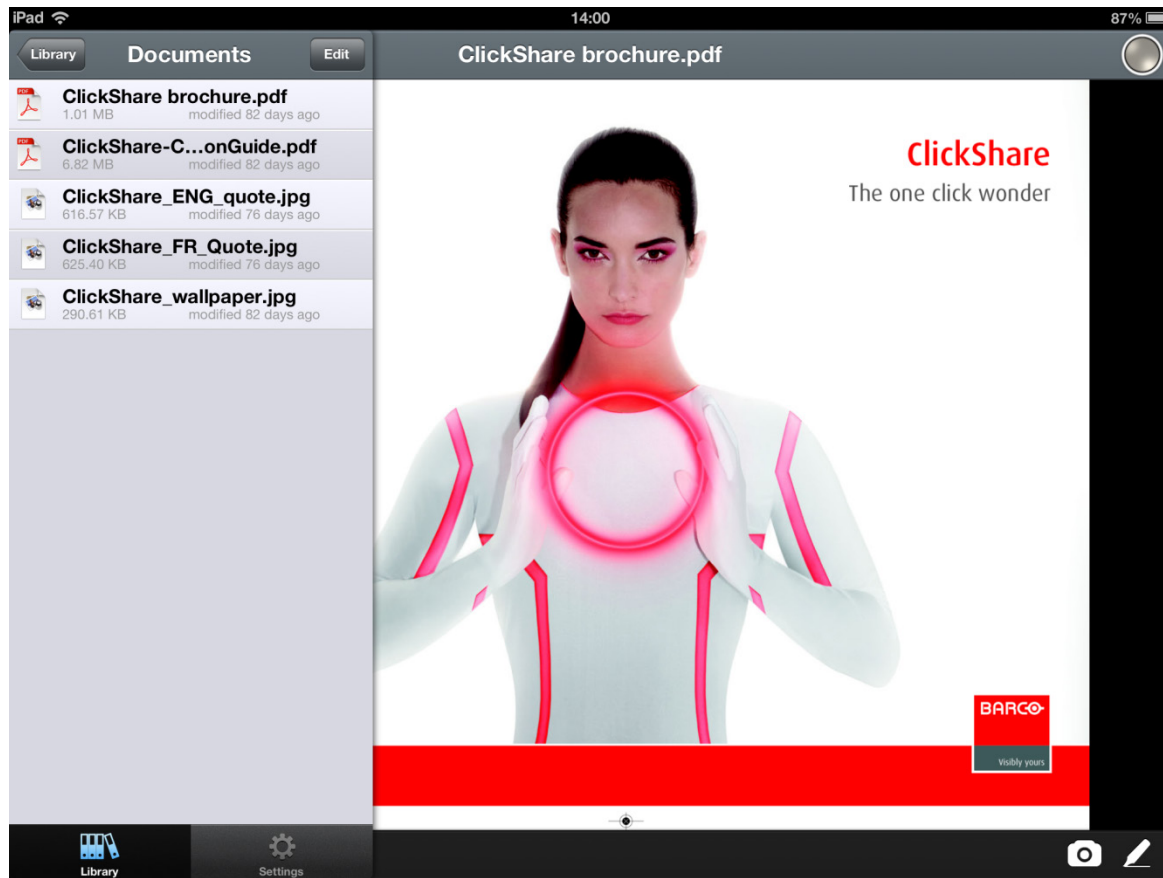 iPad 14:00 87%
Library Documents Edit
ClickShare brochure.pdf
PDF
ClickShare brochure.pdf
1.01 MB modified 82 days ago
PDF
ClickShare-C...onGuide.pdf
6.82 MB modified 82 days ago
ClickShare_ENG_quote.jpg
616.57 KB modified 76 days ago
ClickShare_FR_Quote.jpg
625.40 KB modified 76 days ago
ClickShare_wallpaper.jpg
290.61 KB modified 82 days ago
ClickShare
The one click wonder
BARCO
Visibly yours
Library Settings